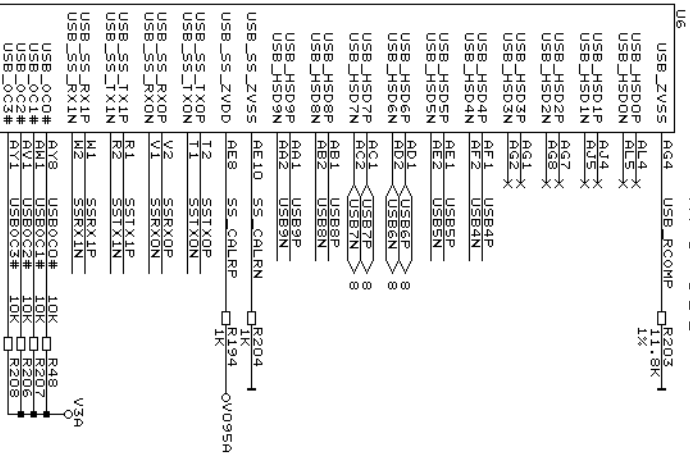 U6
USB_ZVSS AG4 USB_RCOMP R203
11.8K
1%
USB_HSD0P AL4
USB_HSD0N AL5
USB_HSD1P AJ4
USB_HSD1N AJ5
USB_HSD2P AG7
USB_HSD2N AG8
USB_HSD3P AG1
USB_HSD3N AG2
USB_HSD4P AF1 USB4P
USB_HSD4N AF2 USB4N
USB_HSD5P AE1 USB5P
USB_HSD5N AE2 USB5N
USB_HSD6P AD1 USB6P 8
USB_HSD6N AD2 USB6N 8
USB_HSD7P AC1 USB7P 8
USB_HSD7N AC2 USB7N 8
USB_HSD8P AB1 USB8P
USB_HSD8N AB2 USB8N
USB_HSD9P AA1 USB9P
USB_HSD9N AA2 USB9N
USB_SS_ZVSS AE10 SS_CALRN R204
1K
USB_SS_ZVDD AE8 SS_CALRP R194 V095A
1K
USB_SS_TX0P T2 SSTX0P
USB_SS_TX0N T1 SSTX0N
USB_SS_RX0P V2 SSRX0P
USB_SS_RX0N V1 SSRX0N
USB_SS_TX1P R1 SSTX1P
USB_SS_TX1N R2 SSTX1N
USB_SS_RX1P W1 SSRX1P
USB_SS_RX1N W2 SSRX1N
V3A
USB_OC0# AY8 USBOC0# 10K R48
USB_OC1# AW1 USBOC1# 10K R207
USB_OC2# AV1 USBOC2# 10K R206
USB_OC3# AY1 USBOC3# 10K R208